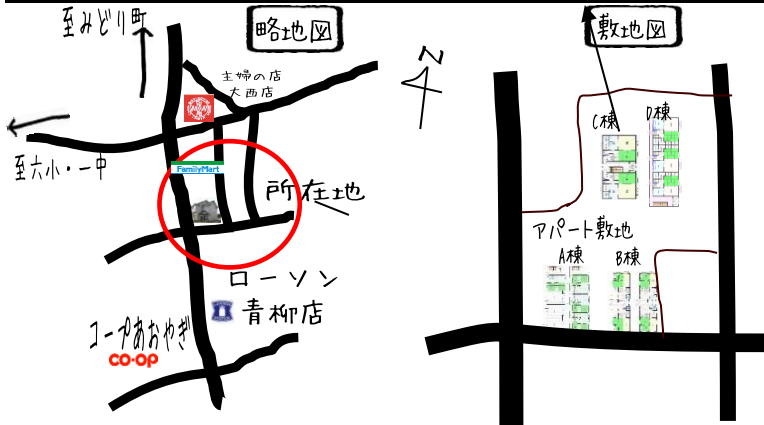 至みどり町
略地図
主婦の店
大西店
FamilyMart
至六小・一中
所在地
ローソン
青柳店
コープあおやぎ
CO・OP
N
敷地図
C棟
D棟
アパート敷地
A棟
B棟